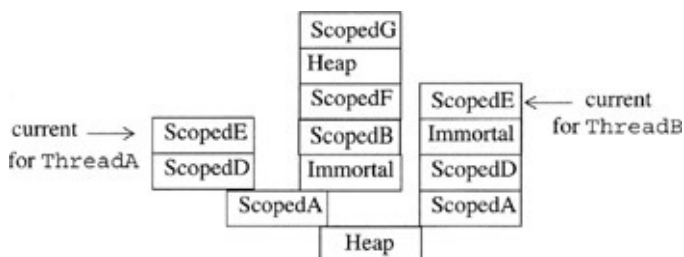 ScopedG
Heap
ScopedF
ScopedE
current
current
ScopedE
ScopedB
Immortal
for ThreadB
for ThreadA
ScopedD
Immortal
ScopedD
ScopedA
ScopedA
Heap